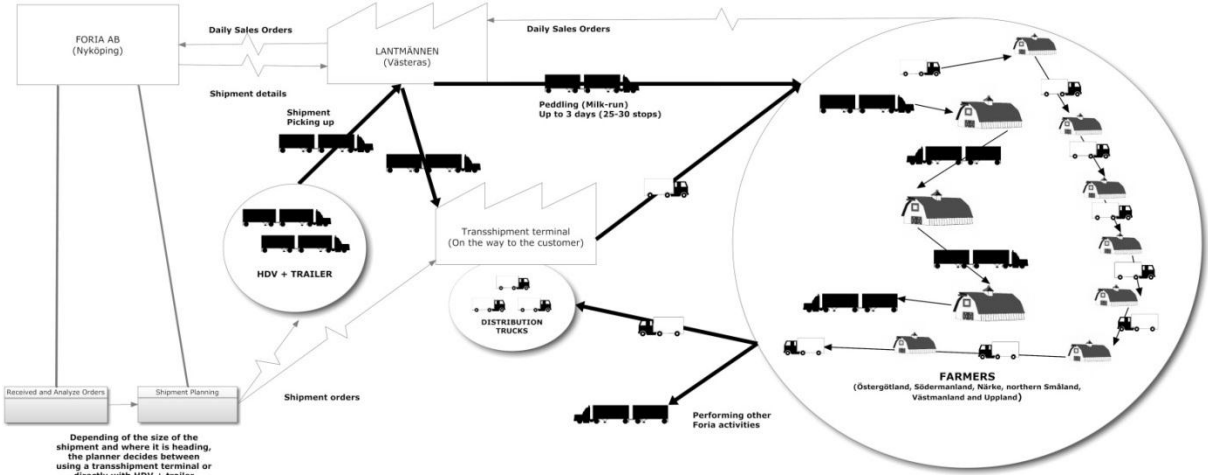 FORIA AB
(Nyköping)
Daily Sales Orders
Shipment details
LANTMÄNNEN
(Västeras)
Daily Sales Orders
Peddling (Milk-run)
Up to 3 days (25-30 stops)
Shipment
Picking up
HDV + TRAILER
Transshipment terminal
(On the way to the customer)
DISTRIBUTION
TRUCKS
FARMERS
(Östergötland, Södermanland, Närke, northern Småland,
Västmanland and Uppland)
Received and Analyze Orders
Shipment Planning
Shipment orders
Performing other
Foria activities
Depending of the size of the
shipment and where it is heading,
the planner decides between
using a transshipment terminal or
directly with HDV + trailer